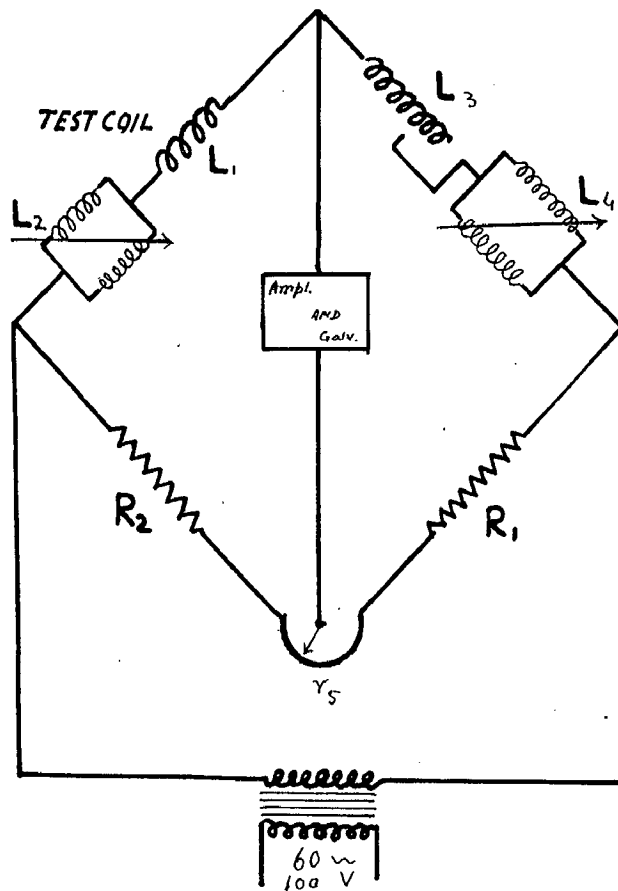 L3
TEST COIL
L1
L2
L4
Ampl.
AND
Galv.
R2
R1
r5
60 ~
100 V